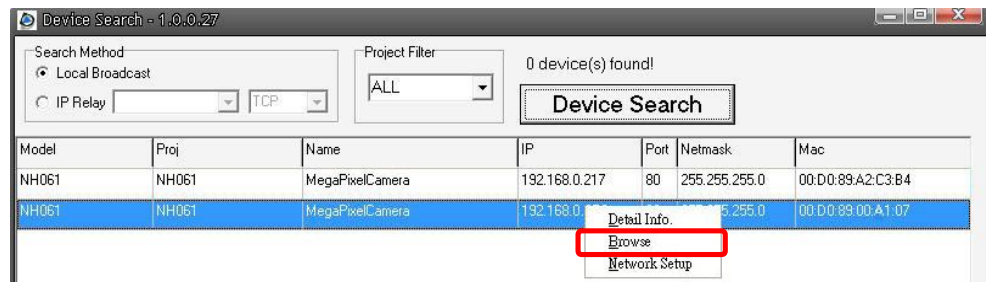 Device Search - 1.0.0.27
Search Method
Local Broadcast
IP Relay
TCP
Project Filter
ALL
0 device(s) found!
Device Search
Model Proj Name IP Port Netmask Mac
NH061 NH061 MegaPixelCamera 192.168.0.217 80 255.255.255.0 00:D0:89:A2:C3:B4
NH061 NH061 MegaPixelCamera 192.168.0. 5.255.0 00:D0:89:00:A1:07
Detail Info.
Browse
Network Setup